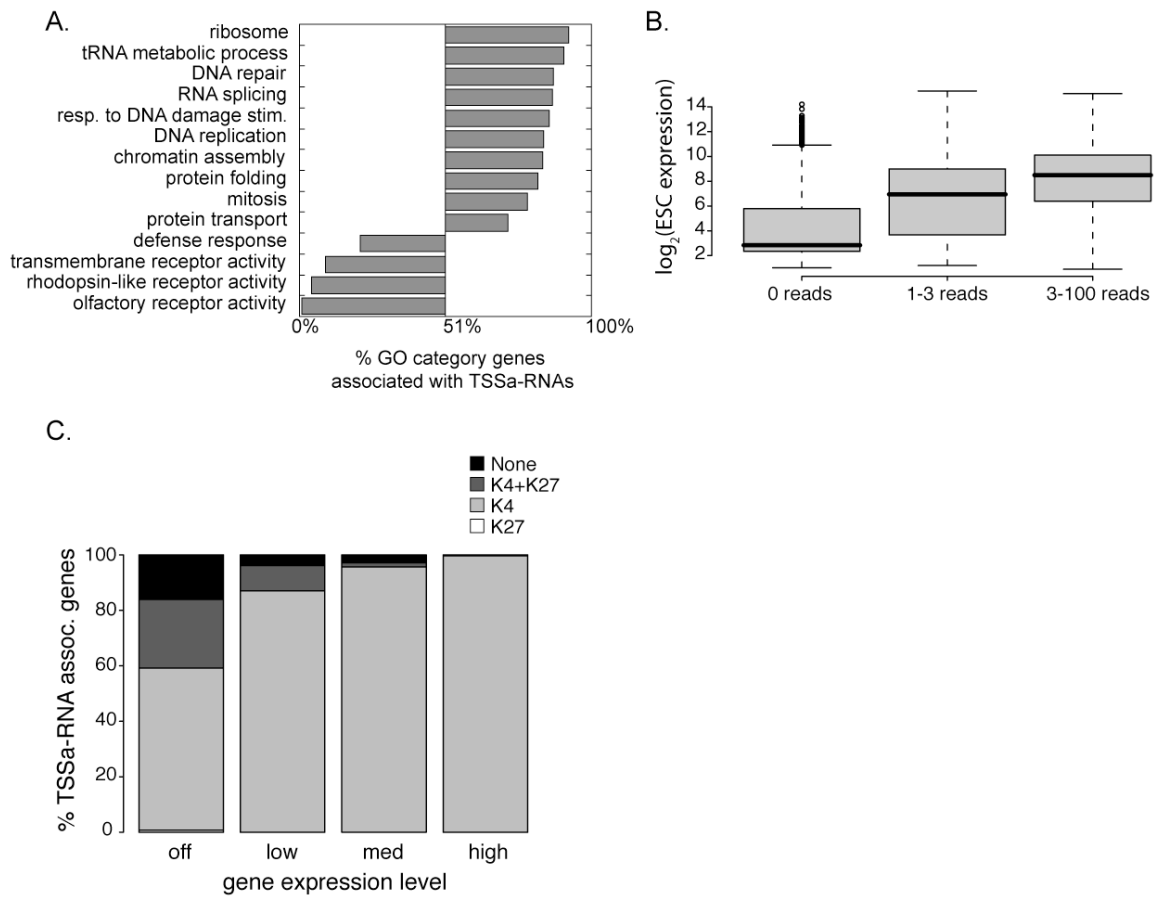 A.
ribosome
tRNA metabolic process
DNA repair
RNA splicing
resp. to DNA damage stim.
DNA replication
chromatin assembly
protein folding
mitosis
protein transport
defense response
transmembrane receptor activity
rhodopsin-like receptor activity
olfactory receptor activity
0% 51% 100%
% GO category genes
associated with TSSa-RNAs
B.
log2(ESC expression)
14
12
10
8
6
4
2
0 reads 1-3 reads 3-100 reads
C.
None
K4+K27
K4
K27
% TSSa-RNA assoc. genes
100
80
60
40
20
0
off low med high
gene expression level